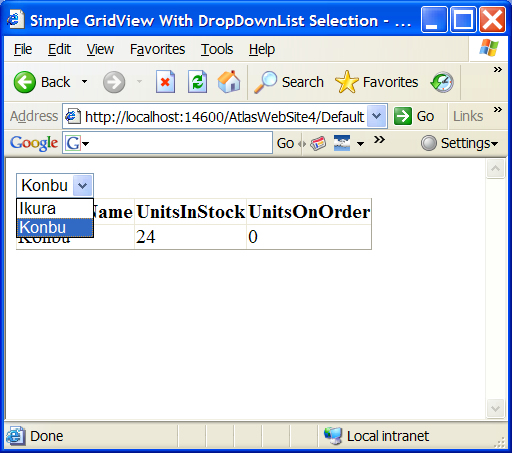 Simple GridView With DropDownList Selection - ...
File Edit View Favorites Tools Help
Back Search Favorites
Address http://localhost:14600/AtlasWebSite4/Default Go Links
Google G Go Settings
Konbu
Ikura
Konbu
Name UnitsInStock UnitsOnOrder
Konbu 24 0
Done Local intranet